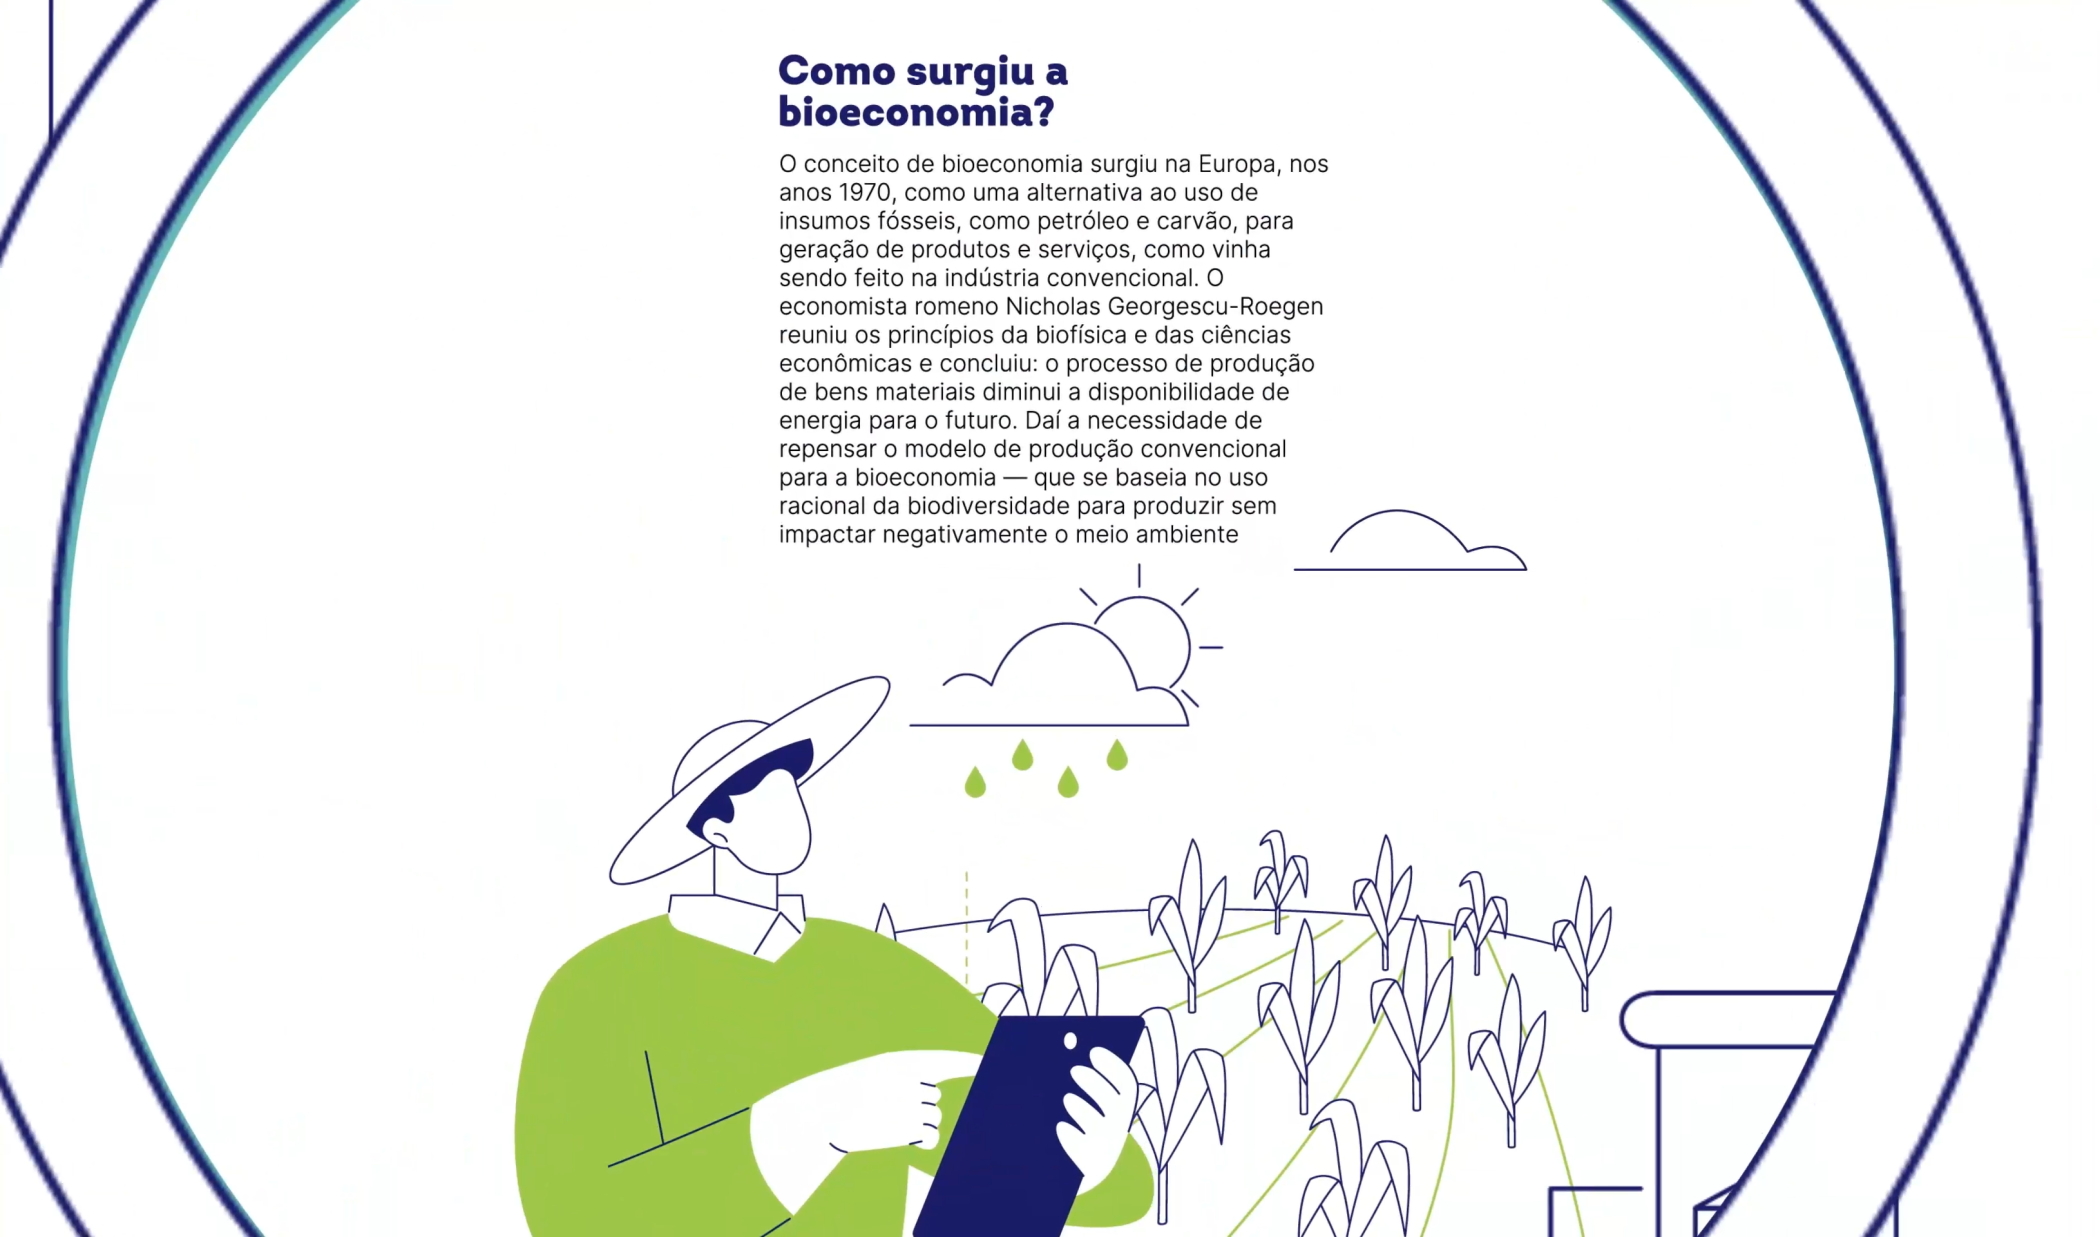 Como surgiu a
bioeconomia?
O conceito de bioeconomia surgiu na Europa, nos
anos 1970, como uma alternativa ao uso de
insumos fósseis, como petróleo e carvão, para
geração de produtos e serviços, como vinha
sendo feito na indústria convencional. O
economista romeno Nicholas Georgescu-Roegen
reuniu os princípios da biofísica e das ciências
econômicas e concluiu: o processo de produção
de bens materiais diminui a disponibilidade de
energia para o futuro. Daí a necessidade de
repensar o modelo de produção convencional
para a bioeconomia — que se baseia no uso
racional da biodiversidade para produzir sem
impactar negativamente o meio ambiente